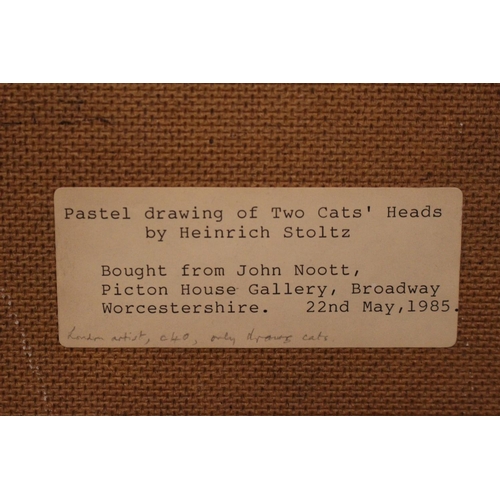 Pastel drawing of Two Cats' Heads
by Heinrich Stoltz
Bought from John Noott,
Picton House Gallery, Broadway
Worcestershire. 22nd May,1985.
London artist, c40, only draws cats.